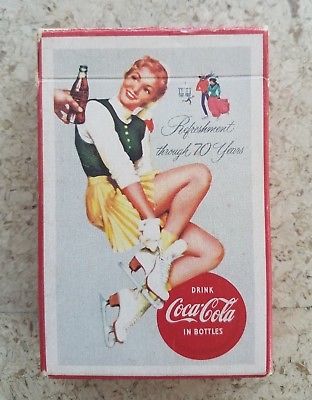 Refreshment
through 70 Years
DRINK
Coca-Cola
IN BOTTLES